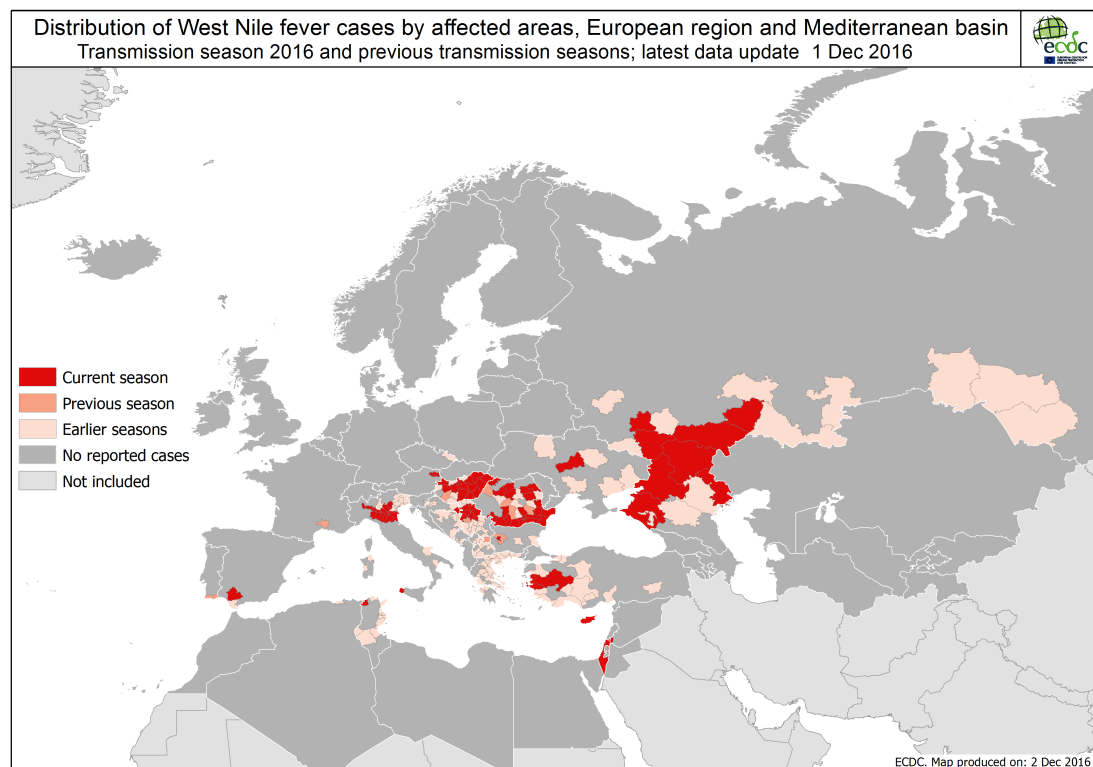 Distribution of West Nile fever cases by affected areas, European region and Mediterranean basin
Transmission season 2016 and previous transmission seasons; latest data update 1 Dec 2016
ecdc
Current season
Previous season
Earlier seasons
No reported cases
Not included
ECDC. Map produced on: 2 Dec 2016